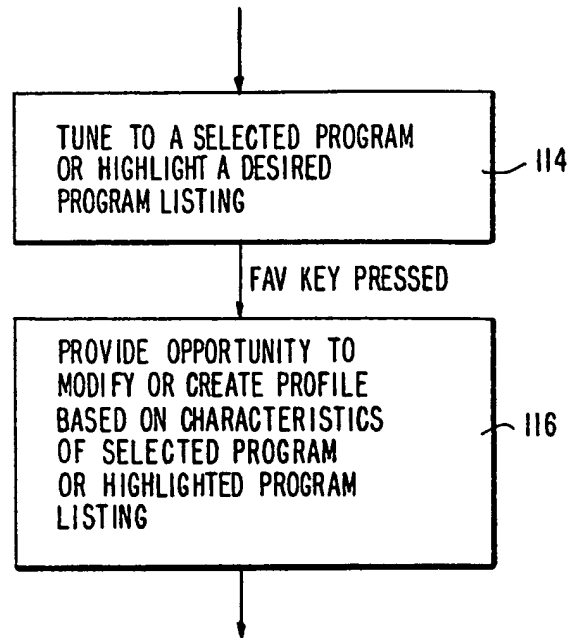 TUNE TO A SELECTED PROGRAM
OR HIGHLIGHT A DESIRED
PROGRAM LISTING
114
FAV KEY PRESSED
PROVIDE OPPORTUNITY TO
MODIFY OR CREATE PROFILE
BASED ON CHARACTERISTICS
OF SELECTED PROGRAM
OR HIGHLIGHTED PROGRAM
LISTING
116